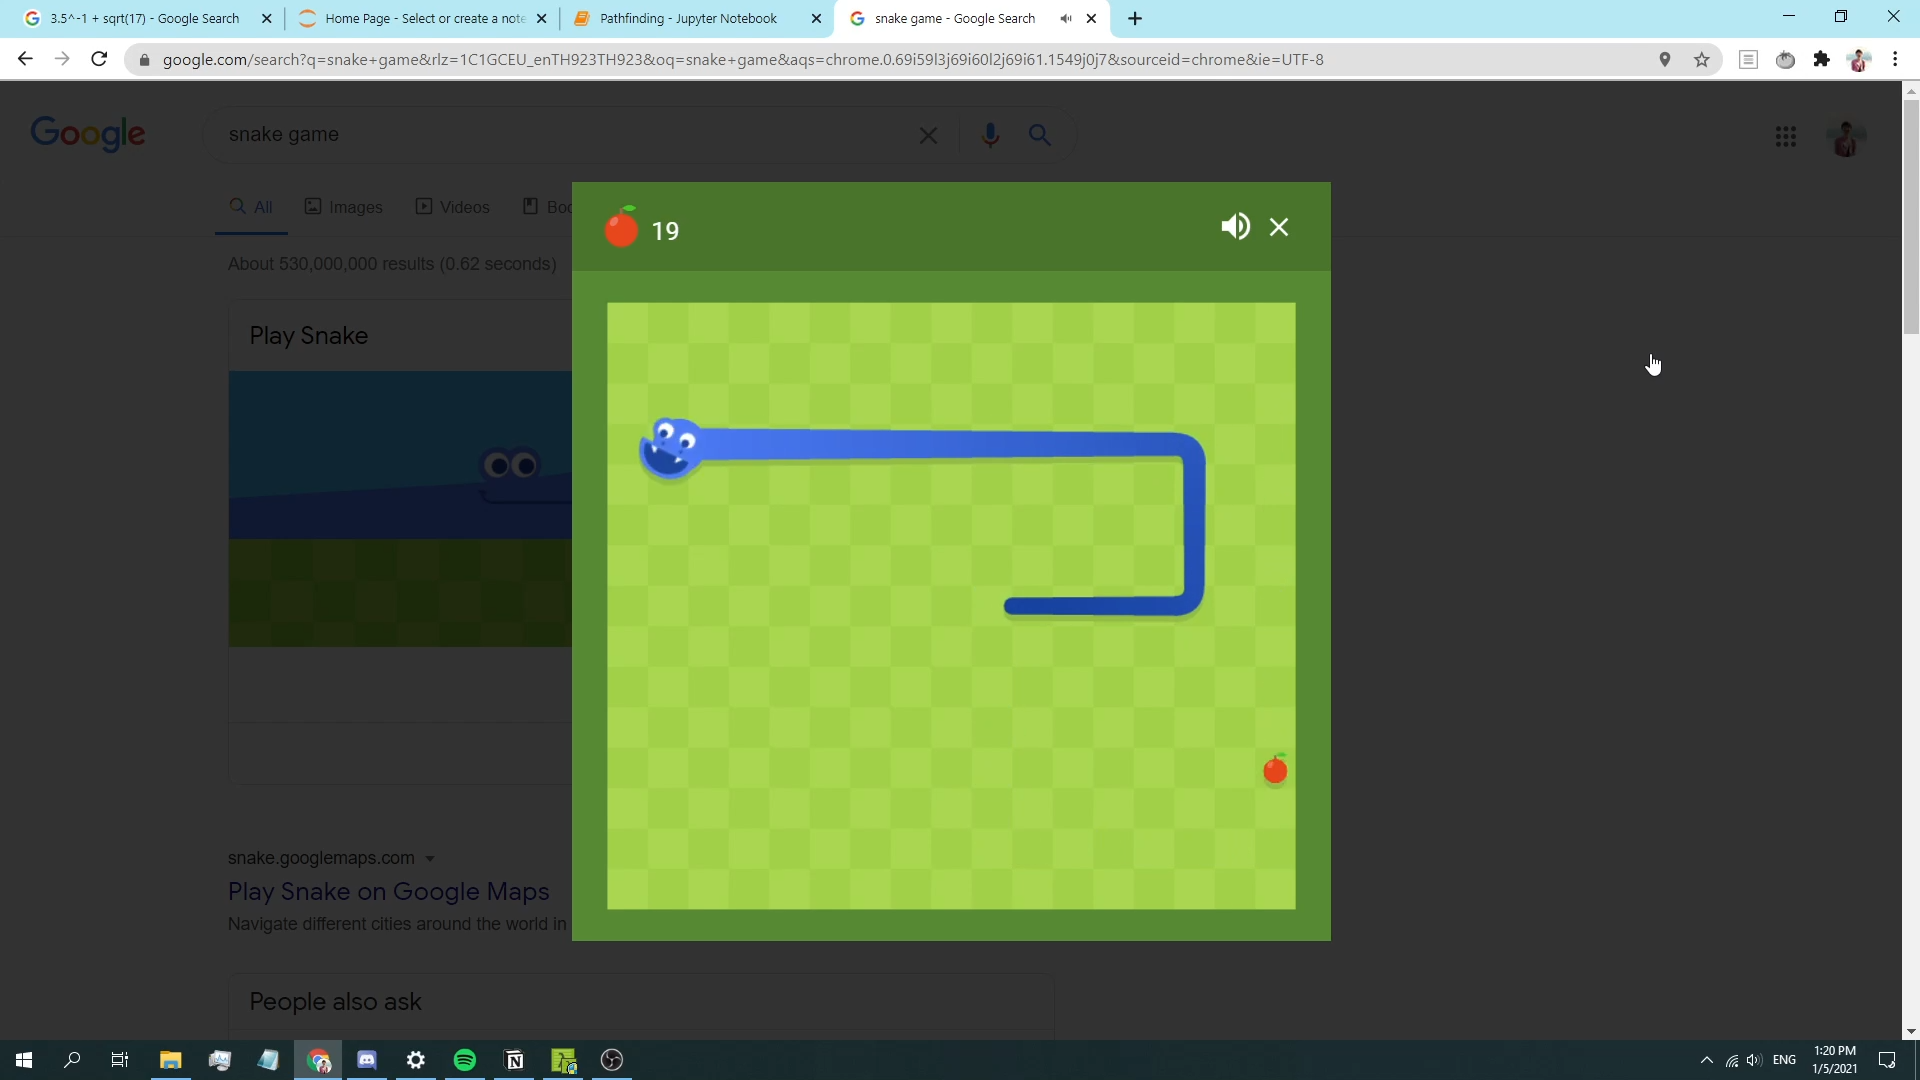 3.5^-1 + sqrt(17) - Google Search
Home Page - Select or create a note
Pathfinding - Jupyter Notebook
snake game - Google Search
google.com/search?q=snake+game&rlz=1C1GCEU_enTH923TH923&oq=snake+game&aqs=chrome.0.69i59l3j69i60l2j69i61.1549j0j7&sourceid=chrome&ie=UTF-8
Google
snake game
All
Images
Videos
Boo
19
About 530,000,000 results (0.62 seconds)
Play Snake
snake.googlemaps.com
Play Snake on Google Maps
Navigate different cities around the world in
People also ask
ENG
1:20 PM
1/5/2021